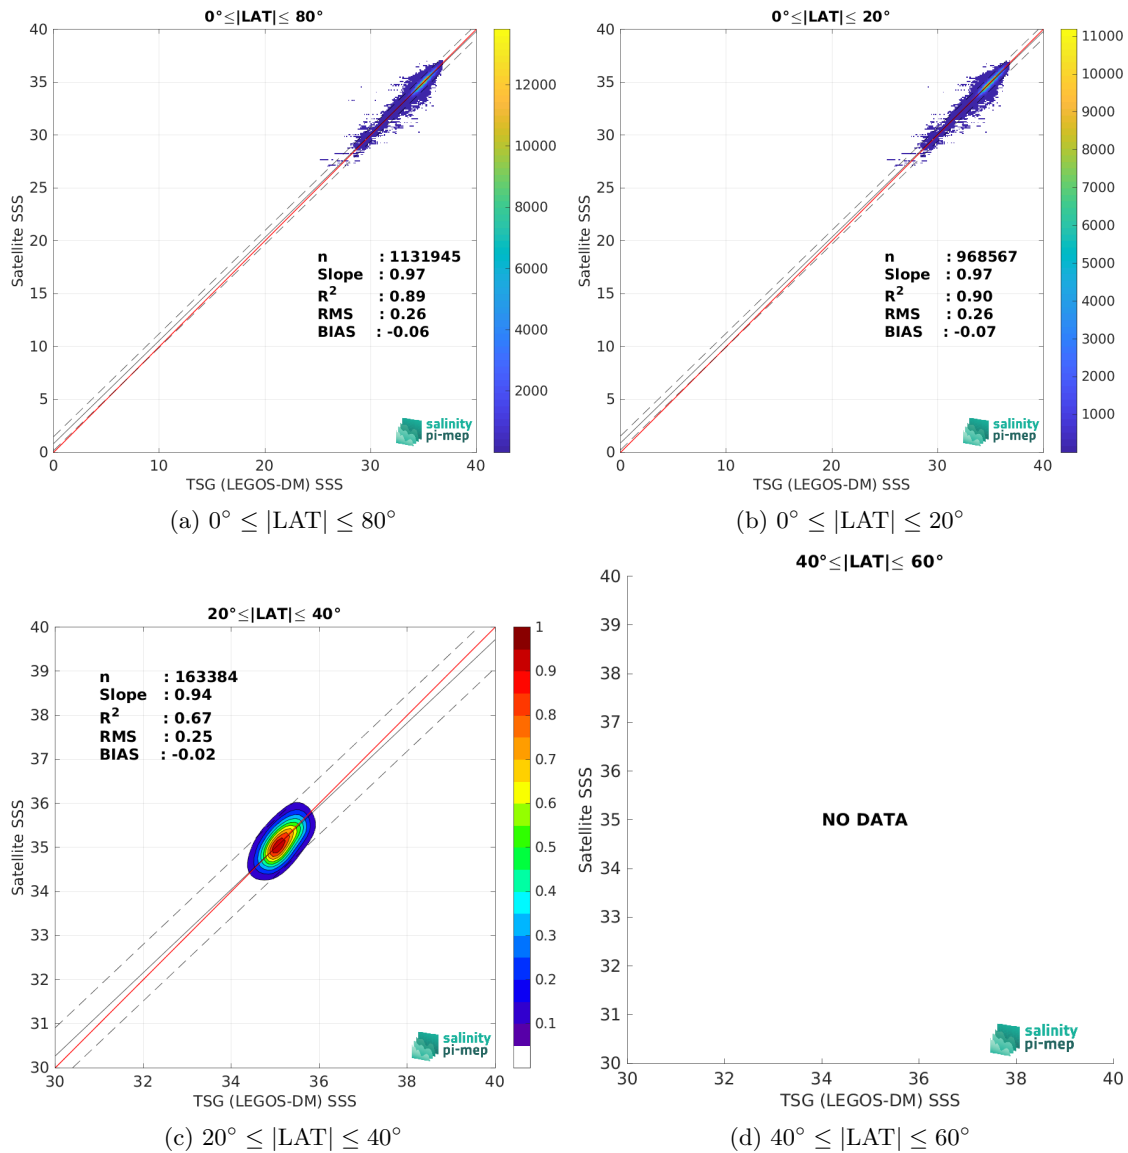 0°≤|LAT|≤ 80°
40
35
30
25
20
15
10
5
0
Satellite SSS
n : 1131945
Slope : 0.97
R² : 0.89
RMS : 0.26
BIAS : -0.06
salinity
pi-mep
0 10 20 30 40
TSG (LEGOS-DM) SSS
12000
10000
8000
6000
4000
2000
(a) 0° ≤ |LAT| ≤ 80°
0°≤|LAT|≤ 20°
40
35
30
25
20
15
10
5
0
Satellite SSS
n : 968567
Slope : 0.97
R² : 0.90
RMS : 0.26
BIAS : -0.07
salinity
pi-mep
0 10 20 30 40
TSG (LEGOS-DM) SSS
11000
10000
9000
8000
7000
6000
5000
4000
3000
2000
1000
(b) 0° ≤ |LAT| ≤ 20°
20°≤|LAT|≤ 40°
40
39
38
37
36
35
34
33
32
31
30
Satellite SSS
n : 163384
Slope : 0.94
R² : 0.67
RMS : 0.25
BIAS : -0.02
salinity
pi-mep
30 32 34 36 38 40
TSG (LEGOS-DM) SSS
1
0.9
0.8
0.7
0.6
0.5
0.4
0.3
0.2
0.1
(c) 20° ≤ |LAT| ≤ 40°
40°≤|LAT|≤ 60°
40
39
38
37
36
35
34
33
32
31
30
Satellite SSS
NO DATA
salinity
pi-mep
30 32 34 36 38 40
TSG (LEGOS-DM) SSS
(d) 40° ≤ |LAT| ≤ 60°